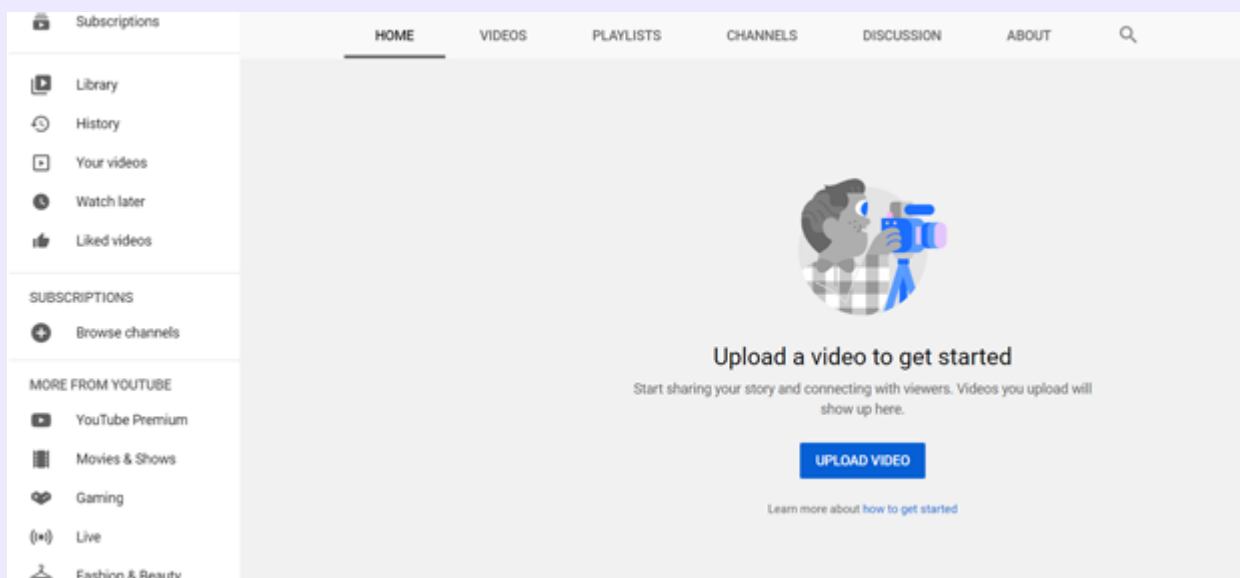 Subscriptions
HOME VIDEOS PLAYLISTS CHANNELS DISCUSSION ABOUT
Library
History
Your videos
Watch later
Liked videos
SUBSCRIPTIONS
Browse channels
MORE FROM YOUTUBE
YouTube Premium
Movies & Shows
Gaming
Live
Fashion & Beauty
Upload a video to get started
Start sharing your story and connecting with viewers. Videos you upload will
show up here.
UPLOAD VIDEO
Learn more about how to get started